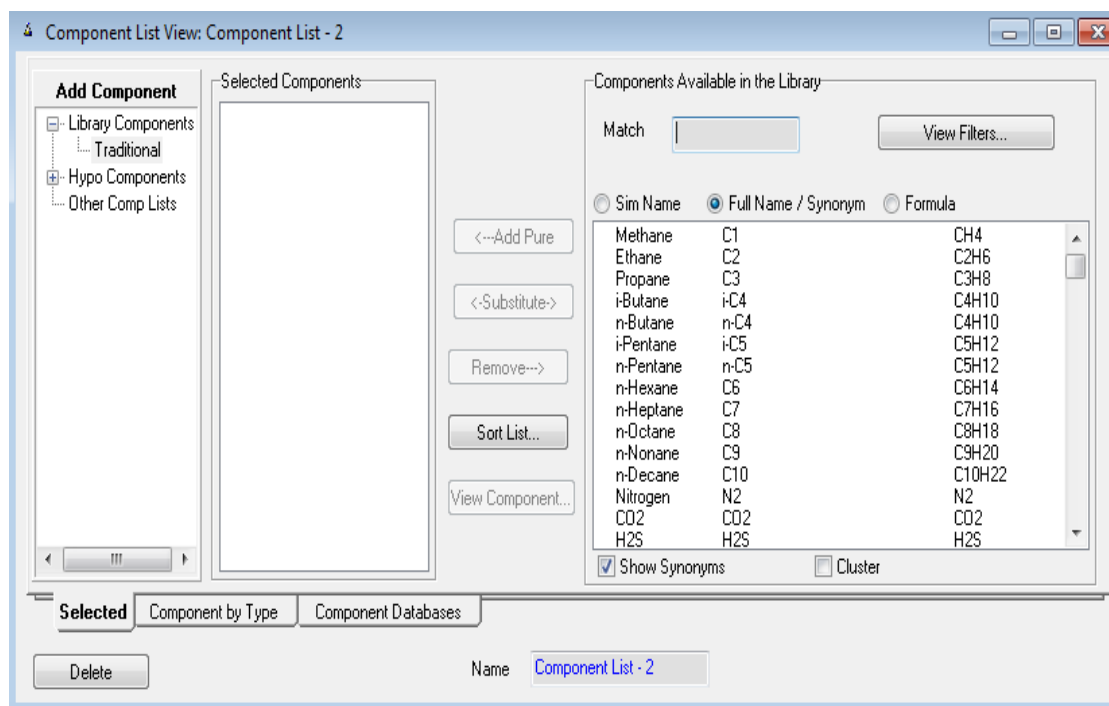 Component List View: Component List - 2
Add Component
Library Components
Traditional
Hypo Components
Other Comp Lists
Selected Components
<---Add Pure
<-Substitute->
Remove--->
Sort List...
View Component...
Components Available in the Library
Match
View Filters...
Sim Name Full Name / Synonym Formula
Methane C1 CH4
Ethane C2 C2H6
Propane C3 C3H8
i-Butane i-C4 C4H10
n-Butane n-C4 C4H10
i-Pentane i-C5 C5H12
n-Pentane n-C5 C5H12
n-Hexane C6 C6H14
n-Heptane C7 C7H16
n-Octane C8 C8H18
n-Nonane C9 C9H20
n-Decane C10 C10H22
Nitrogen N2 N2
CO2 CO2 CO2
H2S H2S H2S
Show Synonyms Cluster
Selected Component by Type Component Databases
Delete Name Component List - 2